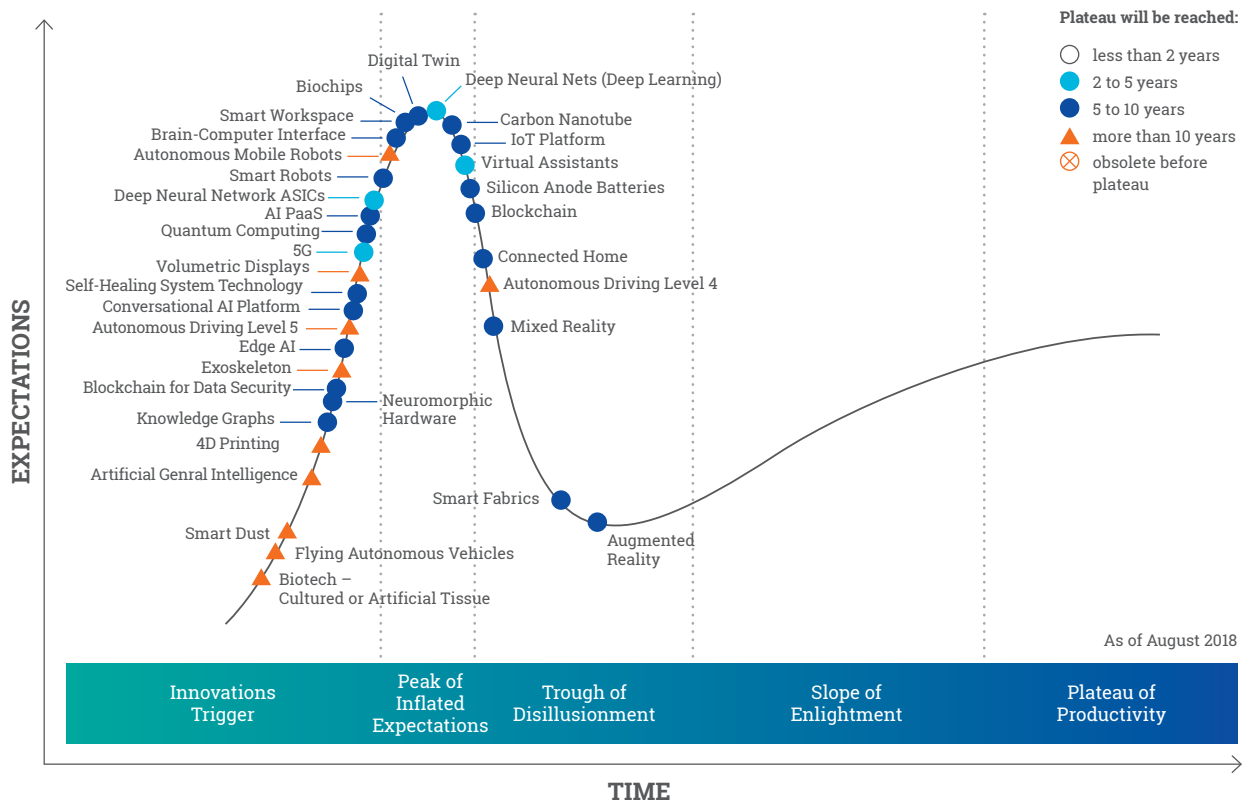 Plateau will be reached:
less than 2 years
2 to 5 years
5 to 10 years
more than 10 years
obsolete before
plateau
Digital Twin
Deep Neural Nets (Deep Learning)
Biochips
Smart Workspace
Carbon Nanotube
Brain-Computer Interface
IoT Platform
Autonomous Mobile Robots
Virtual Assistants
Smart Robots
Silicon Anode Batteries
Deep Neural Network ASICs
AI PaaS
Blockchain
Quantum Computing
5G
Connected Home
Volumetric Displays
Autonomous Driving Level 4
Self-Healing System Technology
Conversational AI Platform
Autonomous Driving Level 5
Mixed Reality
Edge AI
Exoskeleton
Blockchain for Data Security
Neuromorphic
Hardware
Knowledge Graphs
4D Printing
Artificial Genral Intelligence
Smart Fabrics
Smart Dust
Augmented
Reality
Flying Autonomous Vehicles
Biotech –
Cultured or Artificial Tissue
As of August 2018
EXPECTATIONS
Innovations
Trigger
Peak of
Inflated
Expectations
Trough of
Disillusionment
Slope of
Enlightment
Plateau of
Productivity
TIME